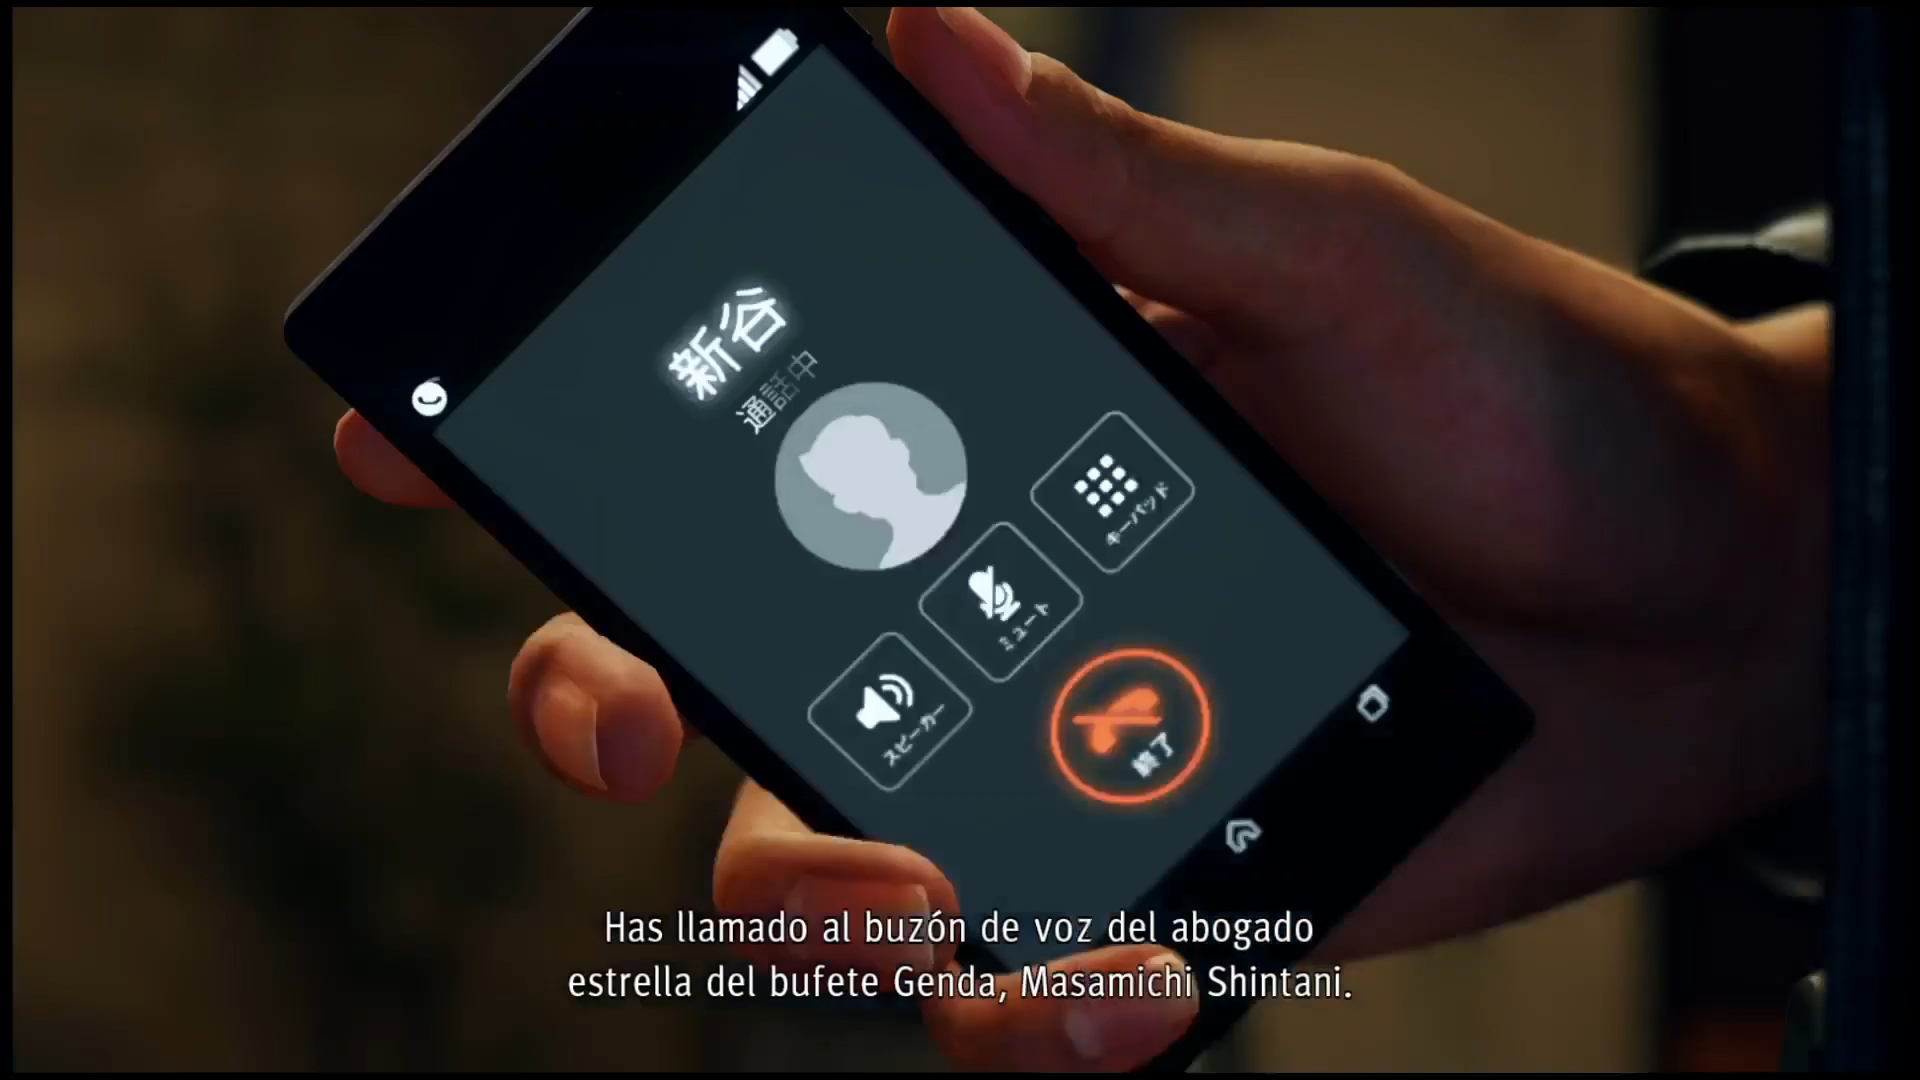 新谷
通話中
キーパッド
ミュート
スピーカー
終了
Has llamado al buzón de voz del abogado
estrella del bufete Genda, Masamichi Shintani.